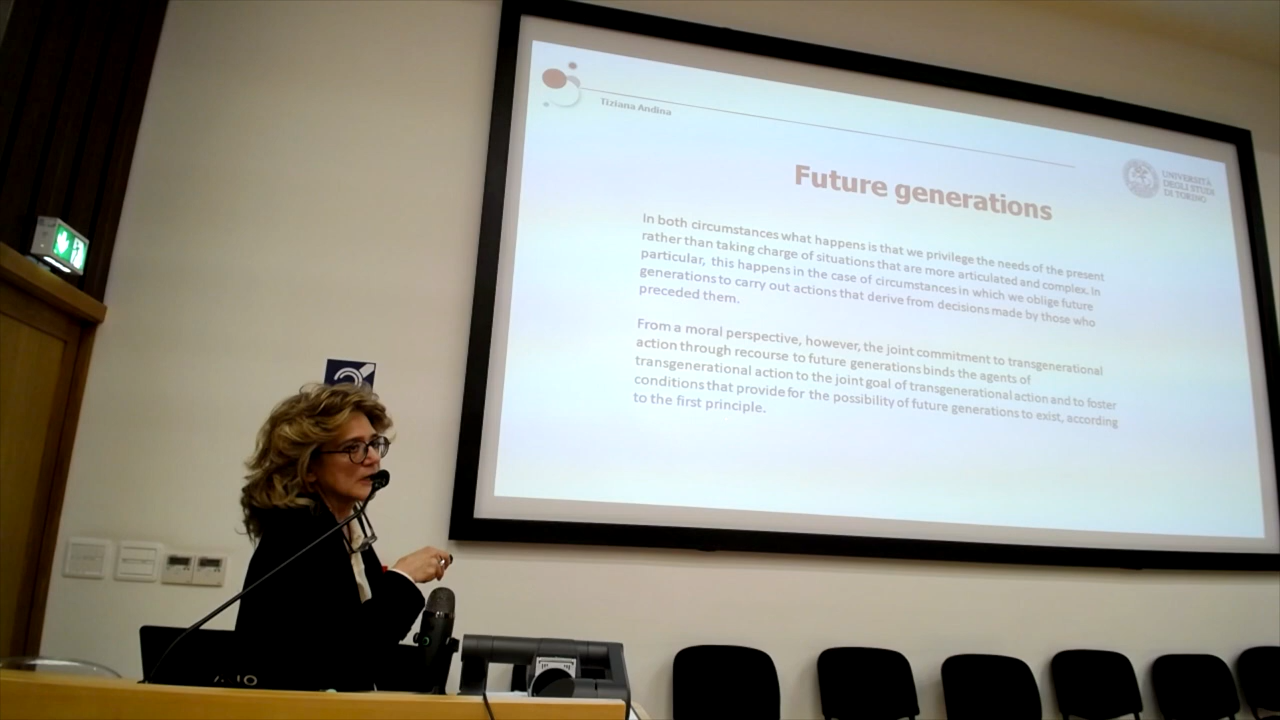 Tiziana Andina
UNIVERSITÀ
DEGLI STUDI
DI TORINO
Future generations
In both circumstances what happens is that we privilege the needs of the present
rather than taking charge of situations that are more articulated and complex. In
particular, this happens in the case of circumstances in which we oblige future
generations to carry out actions that derive from decisions made by those who
preceded them.
From a moral perspective, however, the joint commitment to transgenerational
action through recourse to future generations binds the agents of
transgenerational action to the joint goal of transgenerational action and to foster
conditions that provide for the possibility of future generations to exist, according
to the first principle.